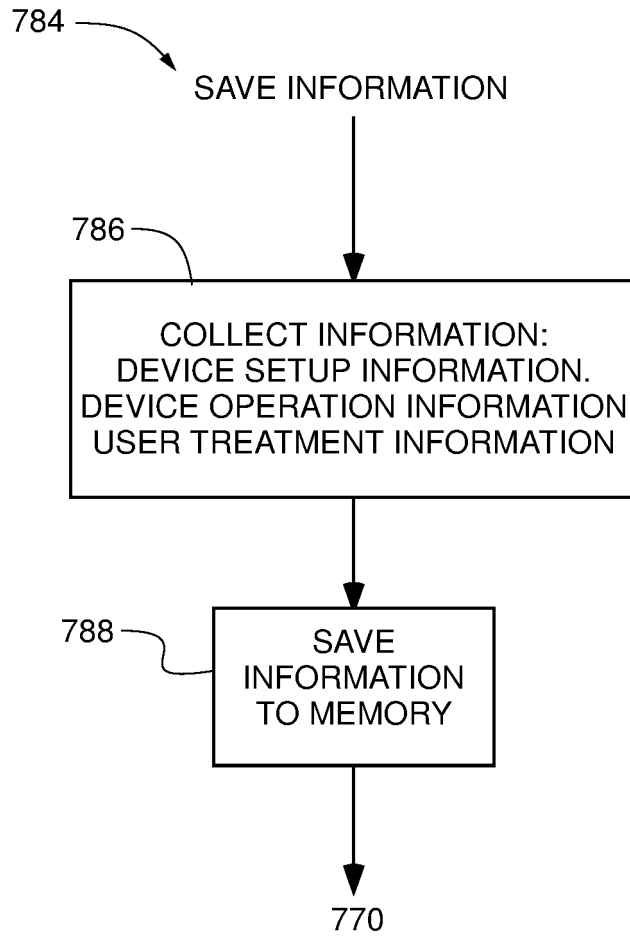 784
SAVE INFORMATION
786
COLLECT INFORMATION:
DEVICE SETUP INFORMATION.
DEVICE OPERATION INFORMATION
USER TREATMENT INFORMATION
788
SAVE
INFORMATION
TO MEMORY
770